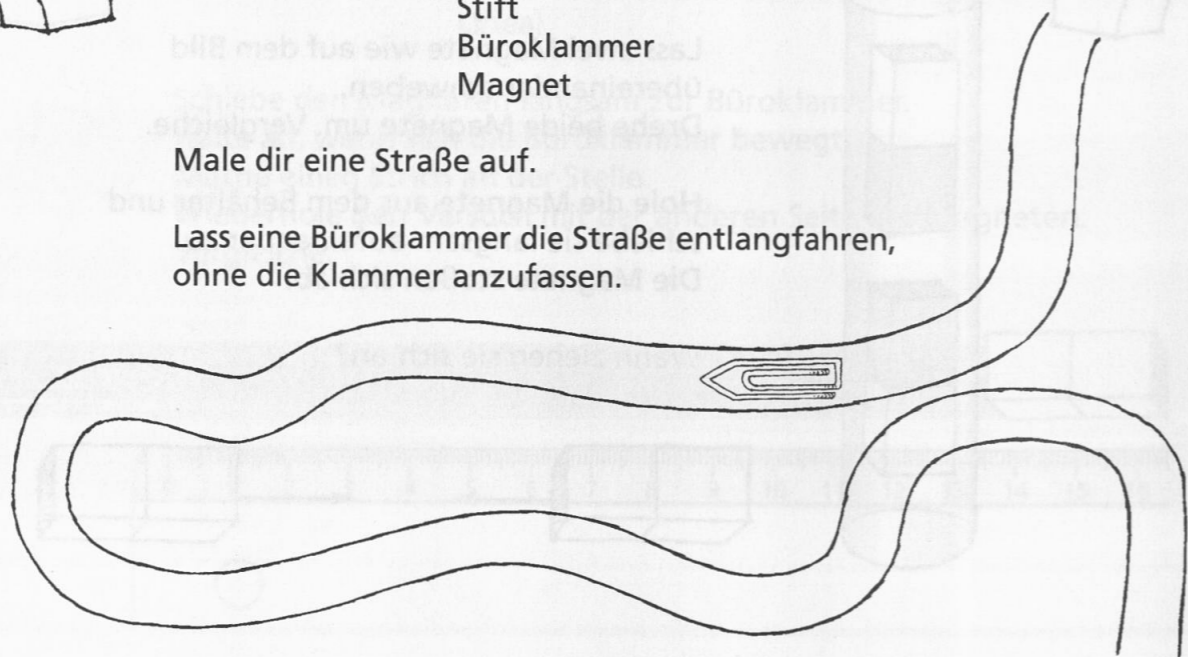 Stift
Büroklammer
Magnet
Male dir eine Straße auf.
Lass eine Büroklammer die Straße entlangfahren,
ohne die Klammer anzufassen.